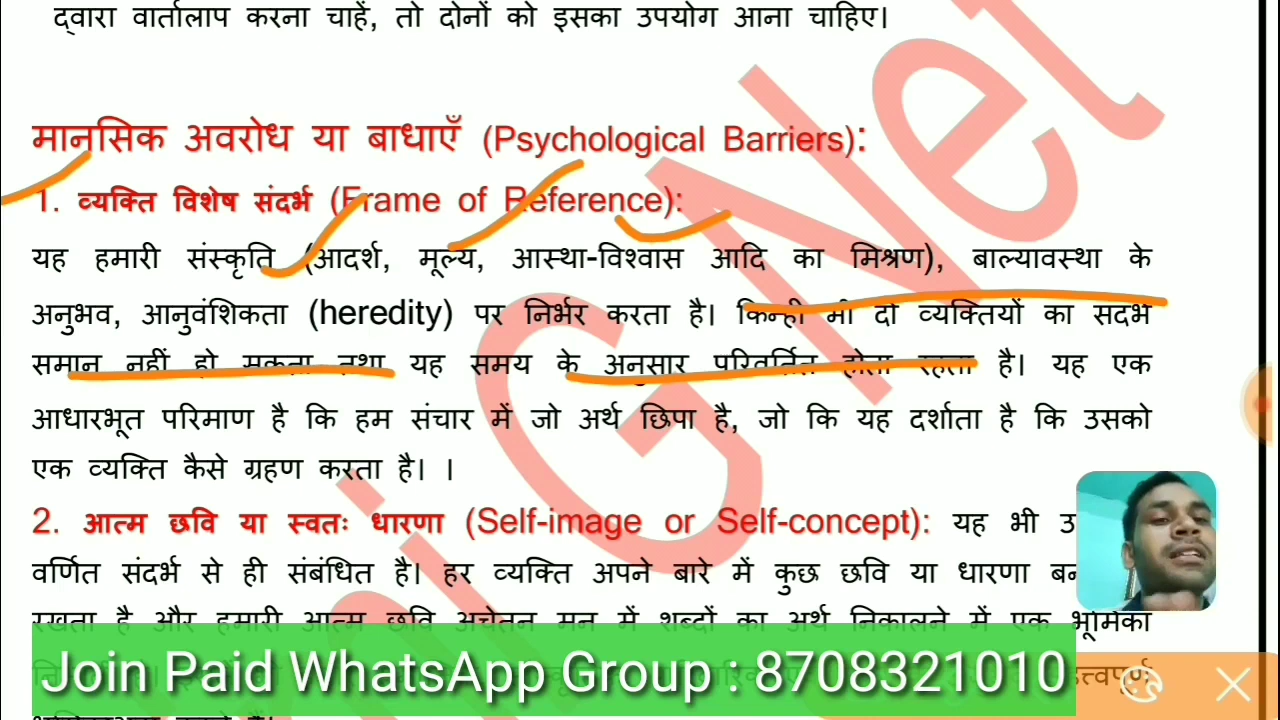 द्वारा वार्तालाप करना चाहें, तो दोनों को इसका उपयोग आना चाहिए।
मानसिक अवरोध या बाधाएँ (Psychological Barriers):
1. व्यक्ति विशेष संदर्भ (Frame of Reference):
यह हमारी संस्कृति (आदर्श, मूल्य, आस्था-विश्वास आदि का मिश्रण), बाल्यावस्था के
अनुभव, आनुवंशिकता (heredity) पर निर्भर करता है। किन्ही भी दो व्यक्तियों का संदर्भ
समान नहीं हो सकता तथा यह समय के अनुसार परिवर्तित होता रहता है। यह एक
आधारभूत परिमाण है कि हम संचार में जो अर्थ छिपा है, जो कि यह दर्शाता है कि उसको
एक व्यक्ति कैसे ग्रहण करता है। ।
2. आत्म छवि या स्वतः धारणा (Self-image or Self-concept): यह भी
वर्णित संदर्भ से ही संबंधित है। हर व्यक्ति अपने बारे में कुछ छवि या धारणा
रखता है और हमारी आत्म छवि अचेतन मन में शब्दों का अर्थ निकालने में एक भूमिका
Join Paid WhatsApp Group : 8708321010
G Net